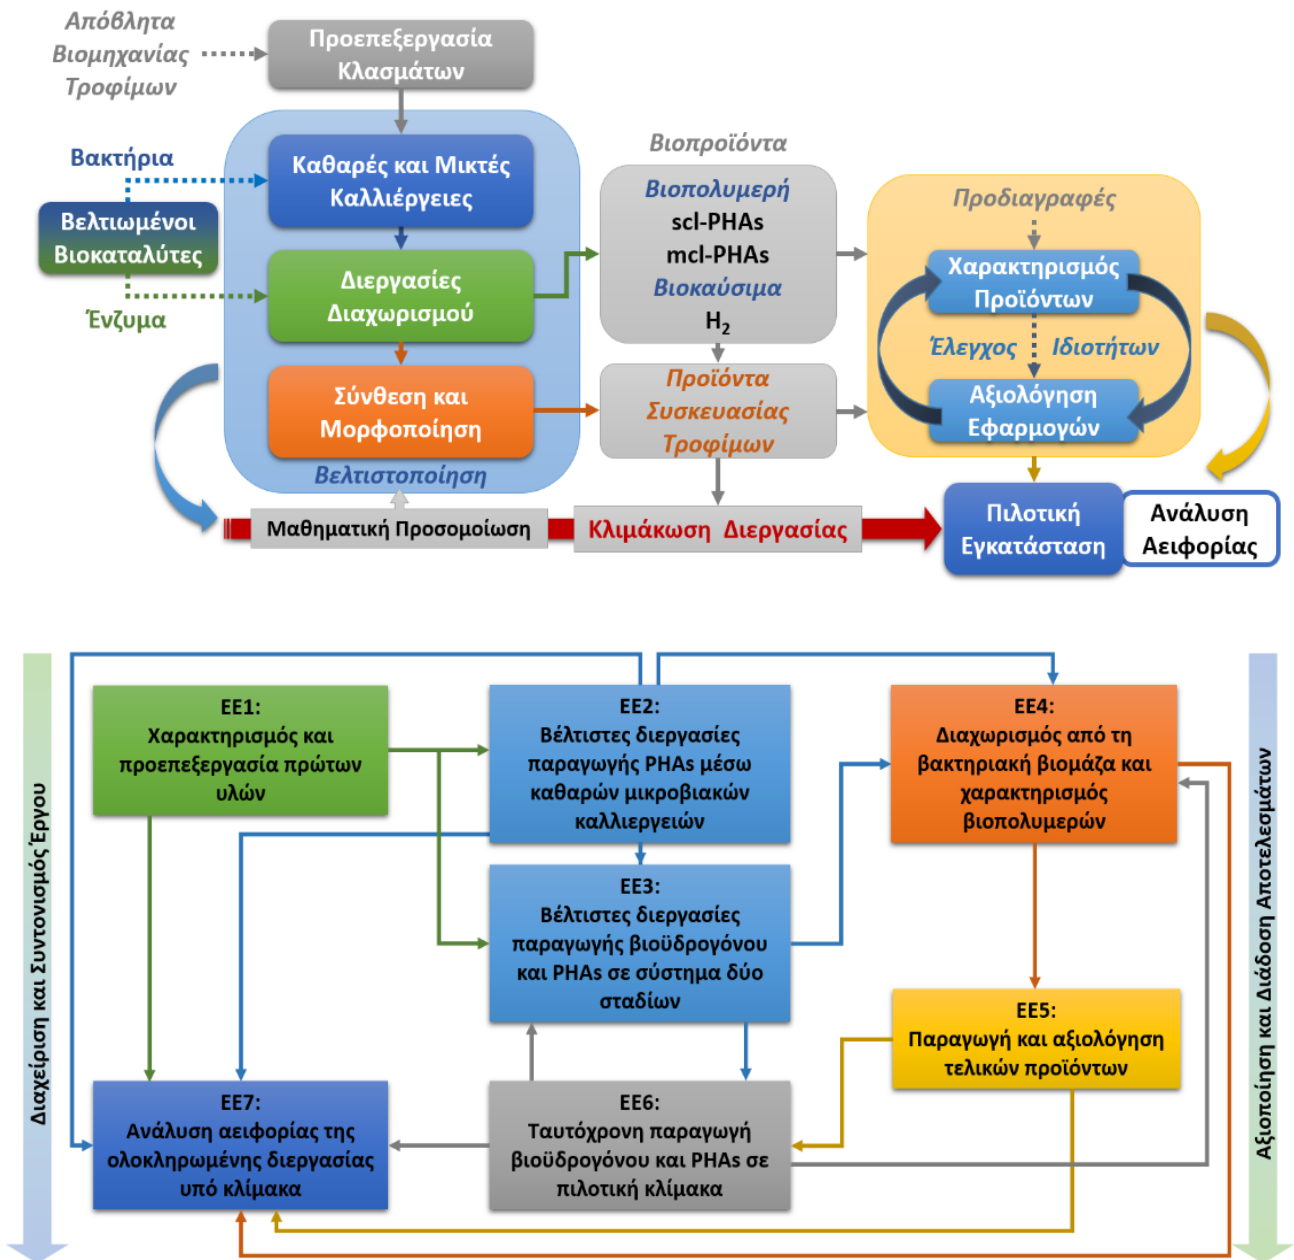 Απόβλητα
Βιομηχανίας
Τροφίμων
Προεπεξεργασία
Κλασμάτων
Βακτήρια
Βελτιωμένοι
Βιοκαταλύτες
Ένζυμα
Καθαρές και Μικτές
Καλλιέργειες
Διεργασίες
Διαχωρισμού
Σύνθεση και
Μορφοποίηση
Βελτιστοποίηση
Βιοπροϊόντα
Βιοπολυμερή
scl-PHAs
mcl-PHAs
Βιοκαύσιμα
H₂
Προϊόντα
Συσκευασίας
Τροφίμων
Προδιαγραφές
Χαρακτηρισμός
Προϊόντων
Έλεγχος Ιδιοτήτων
Αξιολόγηση
Εφαρμογών
Μαθηματική Προσομοίωση
Κλιμάκωση Διεργασίας
Πιλοτική
Εγκατάσταση
Ανάλυση
Αειφορίας
Διαχείριση και Συντονισμός Έργου
ΕΕ1:
Χαρακτηρισμός και
προεπεξεργασία πρώτων
υλών
ΕΕ2:
Βέλτιστες διεργασίες
παραγωγής PHAs μέσω
καθαρών μικροβιακών
καλλιεργειών
ΕΕ4:
Διαχωρισμός από τη
βακτηριακή βιομάζα και
χαρακτηρισμός
βιοπολυμερών
ΕΕ3:
Βέλτιστες διεργασίες
παραγωγής βιοϋδρογόνου
και PHAs σε σύστημα δύο
σταδίων
ΕΕ5:
Παραγωγή και αξιολόγηση
τελικών προϊόντων
ΕΕ7:
Ανάλυση αειφορίας της
ολοκληρωμένης διεργασίας
υπό κλίμακα
ΕΕ6:
Ταυτόχρονη παραγωγή
βιοϋδρογόνου και PHAs σε
πιλοτική κλίμακα
Αξιοποίηση και Διάδοση Αποτελεσμάτων